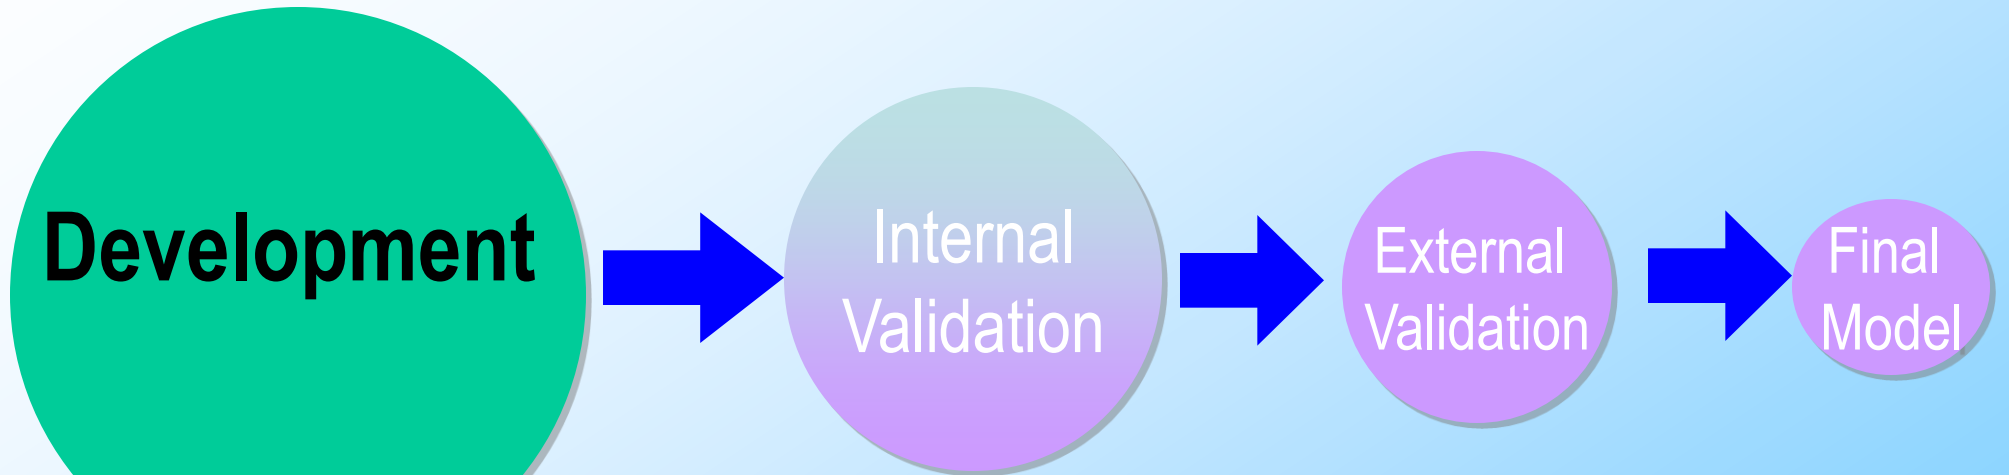 Development
Internal
Validation
External
Validation
Final
Model